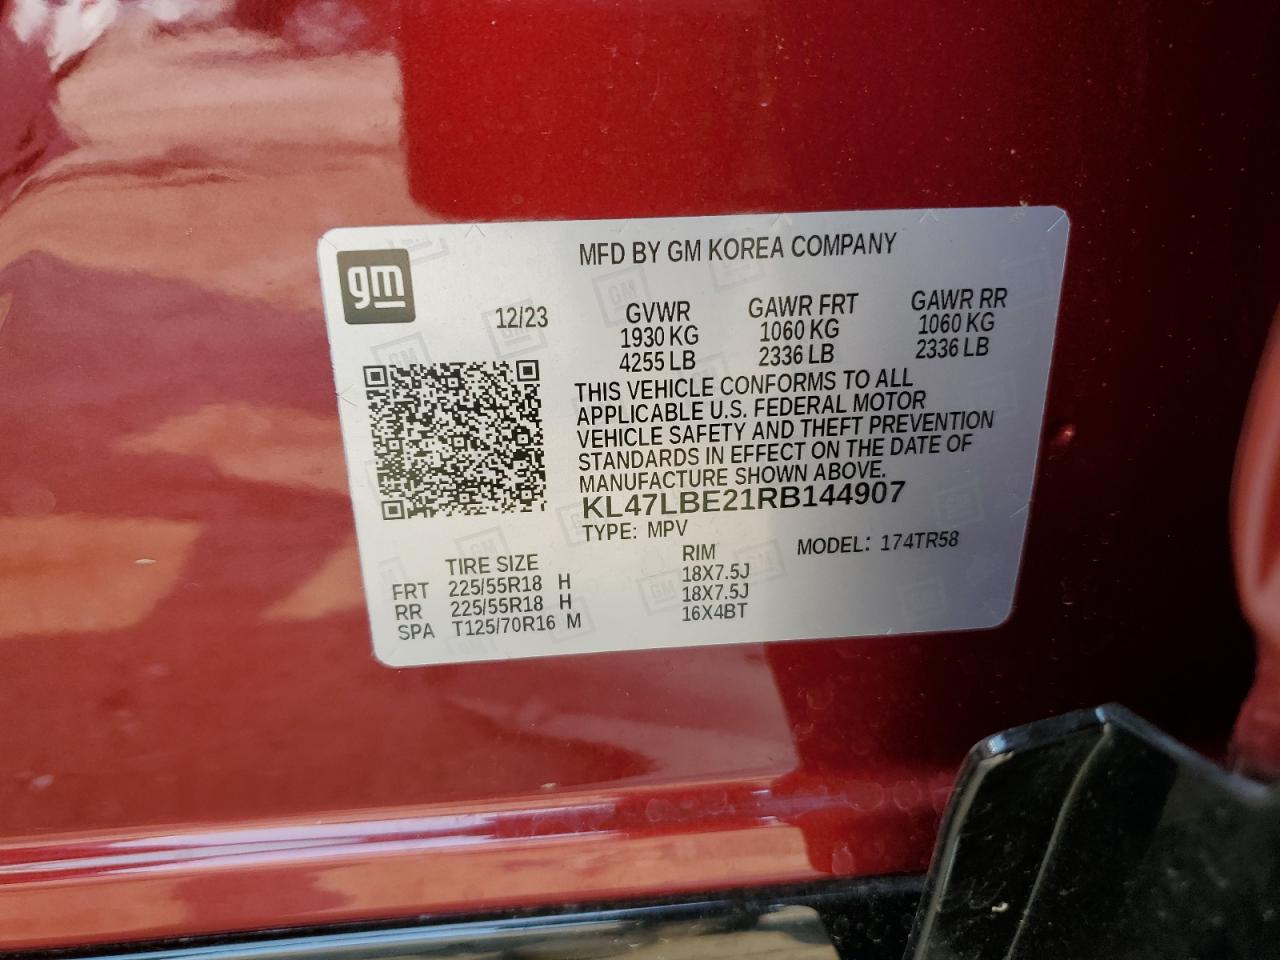 gm
MFD BY GM KOREA COMPANY
12/23
GVWR GAWR FRT GAWR RR
1930 KG 1060 KG 1060 KG
4255 LB 2336 LB 2336 LB
THIS VEHICLE CONFORMS TO ALL
APPLICABLE U.S. FEDERAL MOTOR
VEHICLE SAFETY AND THEFT PREVENTION
STANDARDS IN EFFECT ON THE DATE OF
MANUFACTURE SHOWN ABOVE.
KL47LBE21RB144907
TYPE: MPV MODEL: 174TR58
TIRE SIZE RIM
FRT 225/55R18 H 18X7.5J
RR 225/55R18 H 18X7.5J
SPA T125/70R16 M 16X4BT